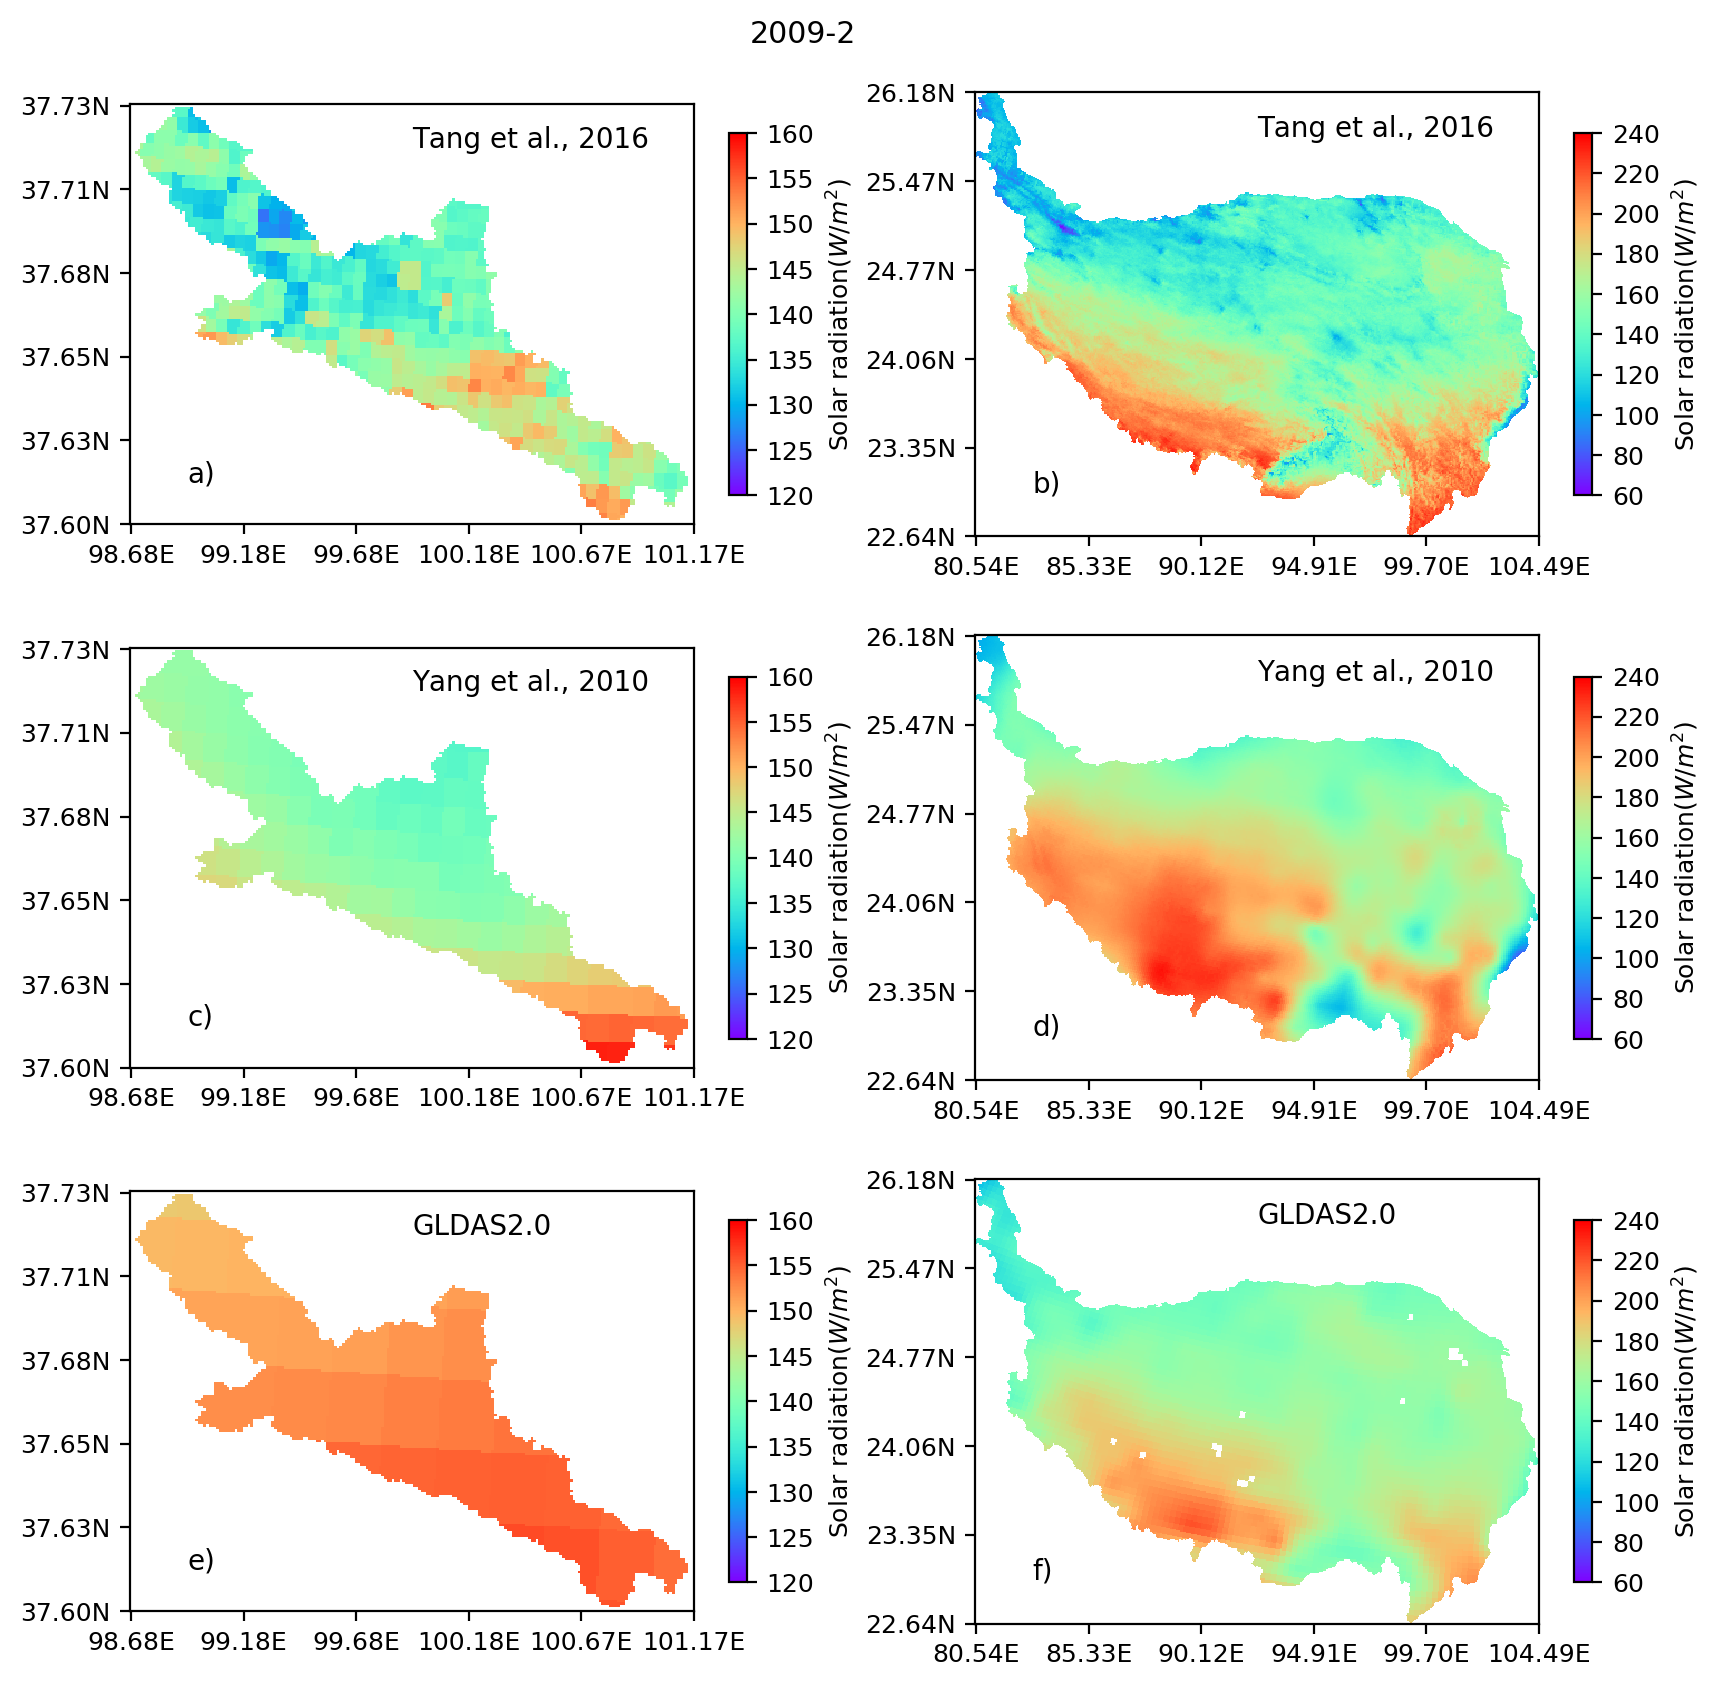 2009-2
Tang et al., 2016
a)
37.73N
37.71N
37.68N
37.65N
37.63N
37.60N
98.68E 99.18E 99.68E 100.18E 100.67E 101.17E
160
155
150
145
140
135
130
125
120
Solar radiation(W/m²)
Tang et al., 2016
b)
26.18N
25.47N
24.77N
24.06N
23.35N
22.64N
80.54E 85.33E 90.12E 94.91E 99.70E 104.49E
240
220
200
180
160
140
120
100
80
60
Solar radiation(W/m²)
Yang et al., 2010
c)
37.73N
37.71N
37.68N
37.65N
37.63N
37.60N
98.68E 99.18E 99.68E 100.18E 100.67E 101.17E
160
155
150
145
140
135
130
125
120
Solar radiation(W/m²)
Yang et al., 2010
d)
26.18N
25.47N
24.77N
24.06N
23.35N
22.64N
80.54E 85.33E 90.12E 94.91E 99.70E 104.49E
240
220
200
180
160
140
120
100
80
60
Solar radiation(W/m²)
GLDAS2.0
e)
37.73N
37.71N
37.68N
37.65N
37.63N
37.60N
98.68E 99.18E 99.68E 100.18E 100.67E 101.17E
160
155
150
145
140
135
130
125
120
Solar radiation(W/m²)
GLDAS2.0
f)
26.18N
25.47N
24.77N
24.06N
23.35N
22.64N
80.54E 85.33E 90.12E 94.91E 99.70E 104.49E
240
220
200
180
160
140
120
100
80
60
Solar radiation(W/m²)